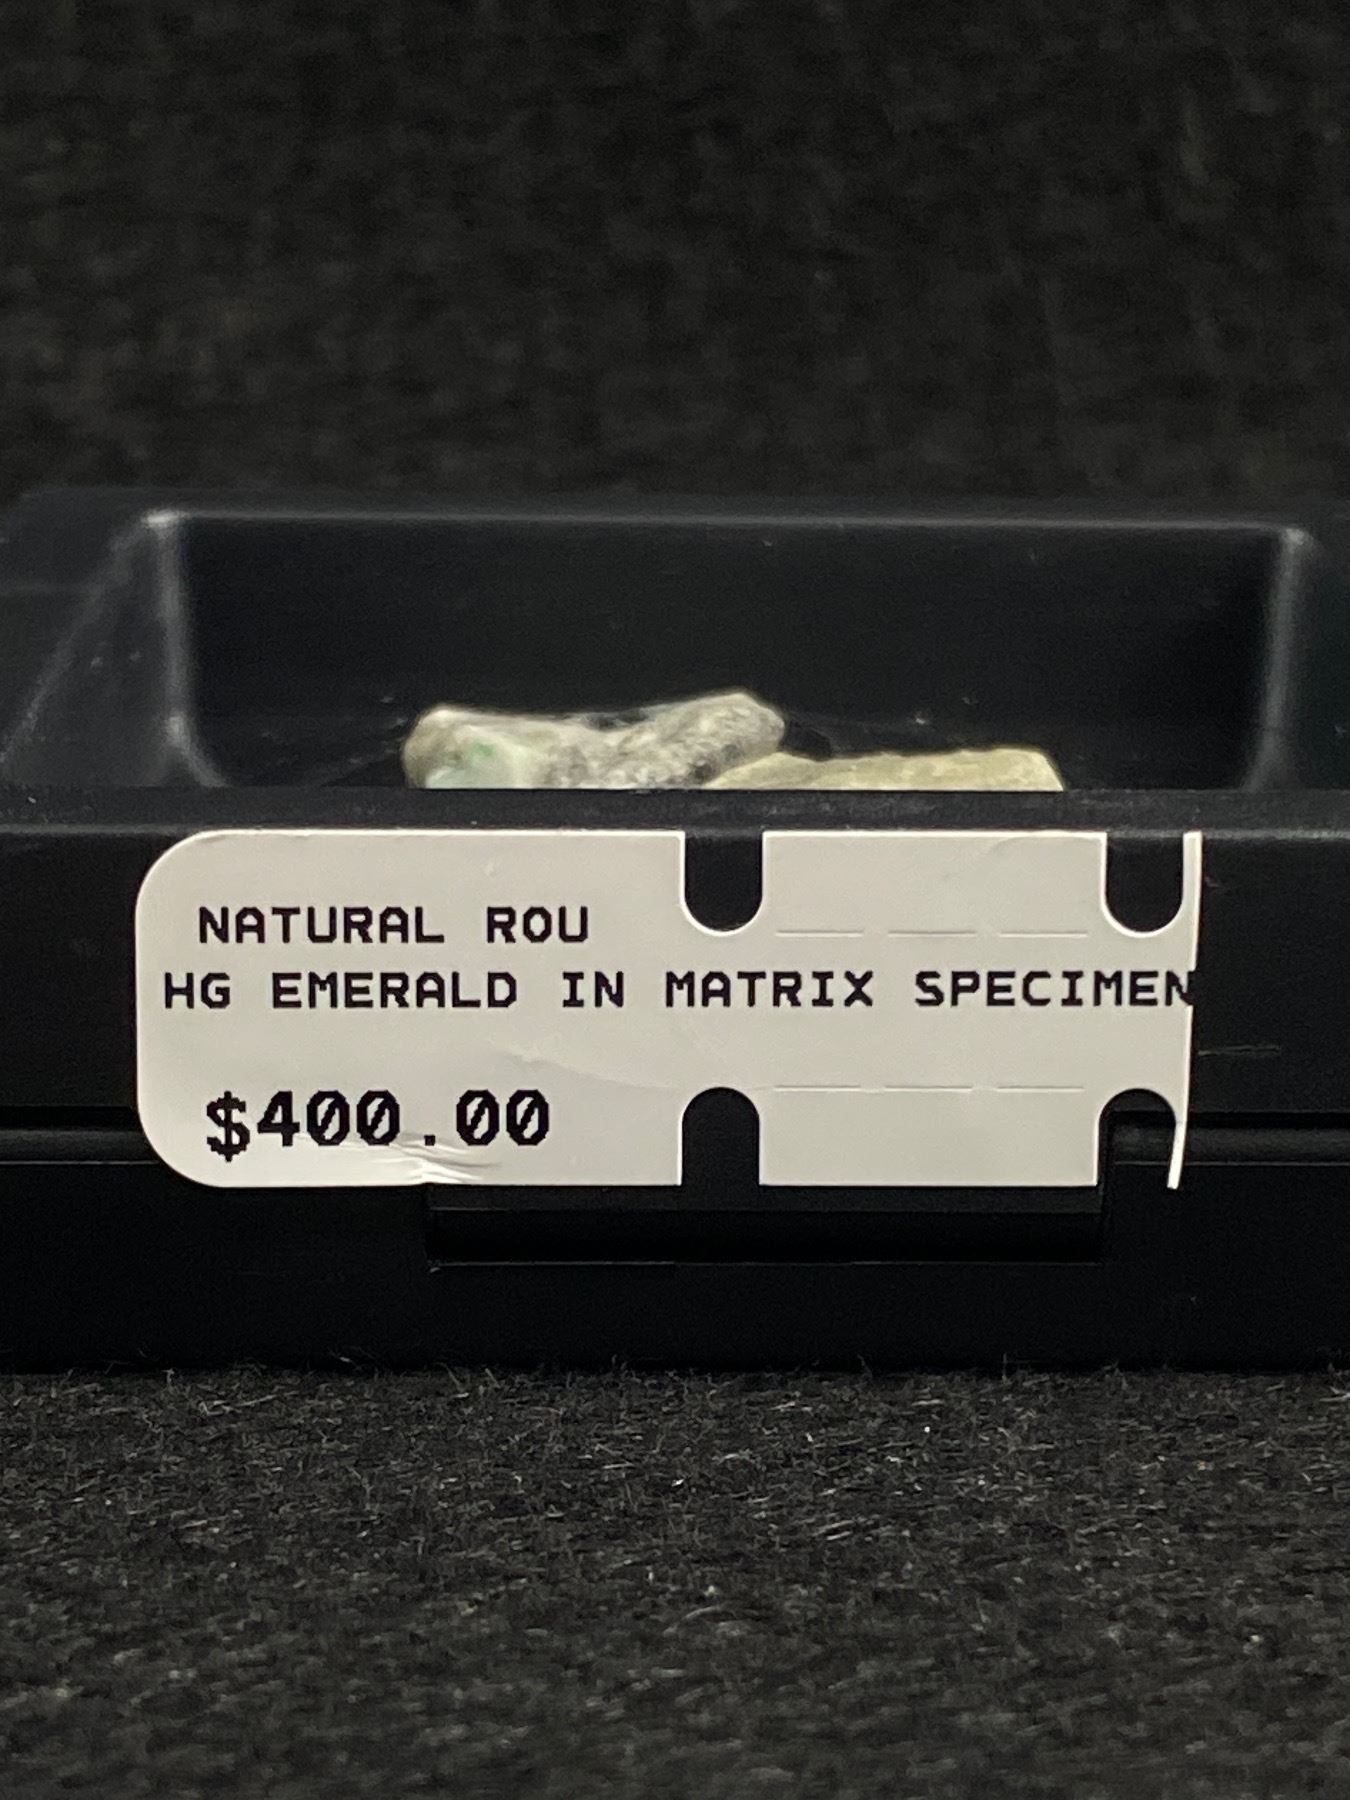 NATURAL ROU
HG EMERALD IN MATRIX SPECIMEN
$400.00